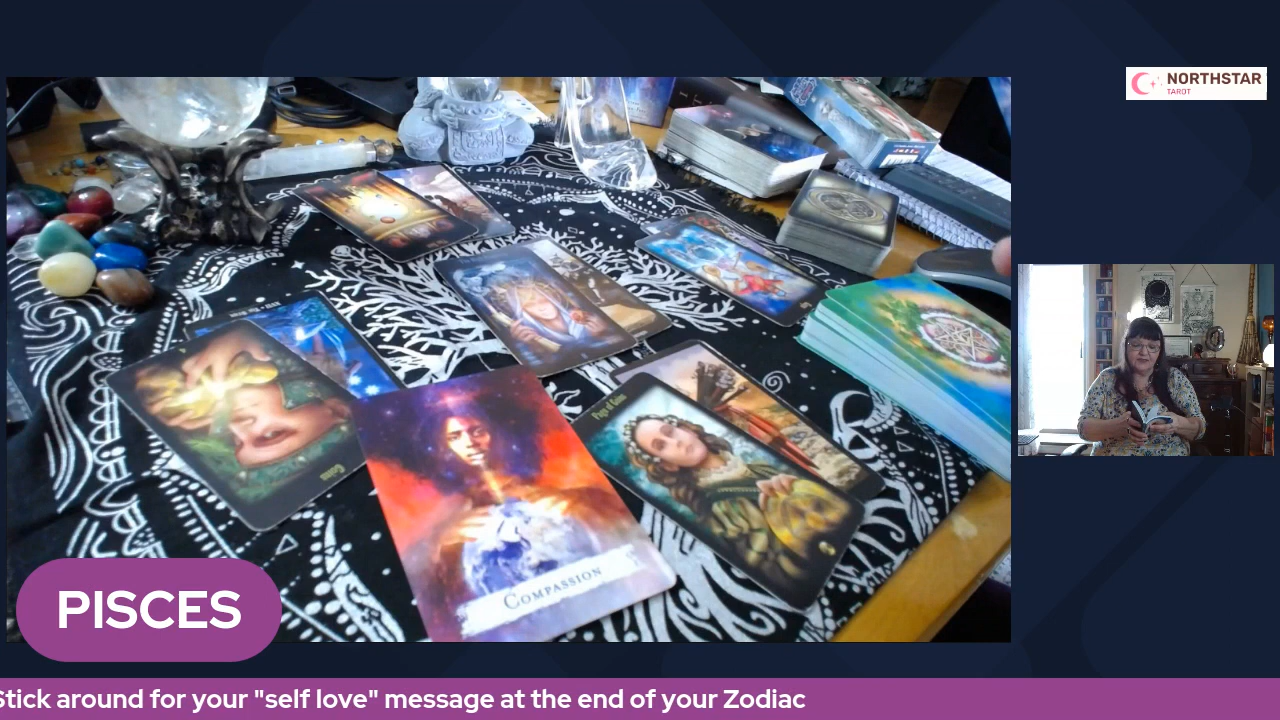 NORTHSTAR
TAROT
Page of Coins
COMPASSION
PISCES
Stick around for your "self love" message at the end of your Zodiac